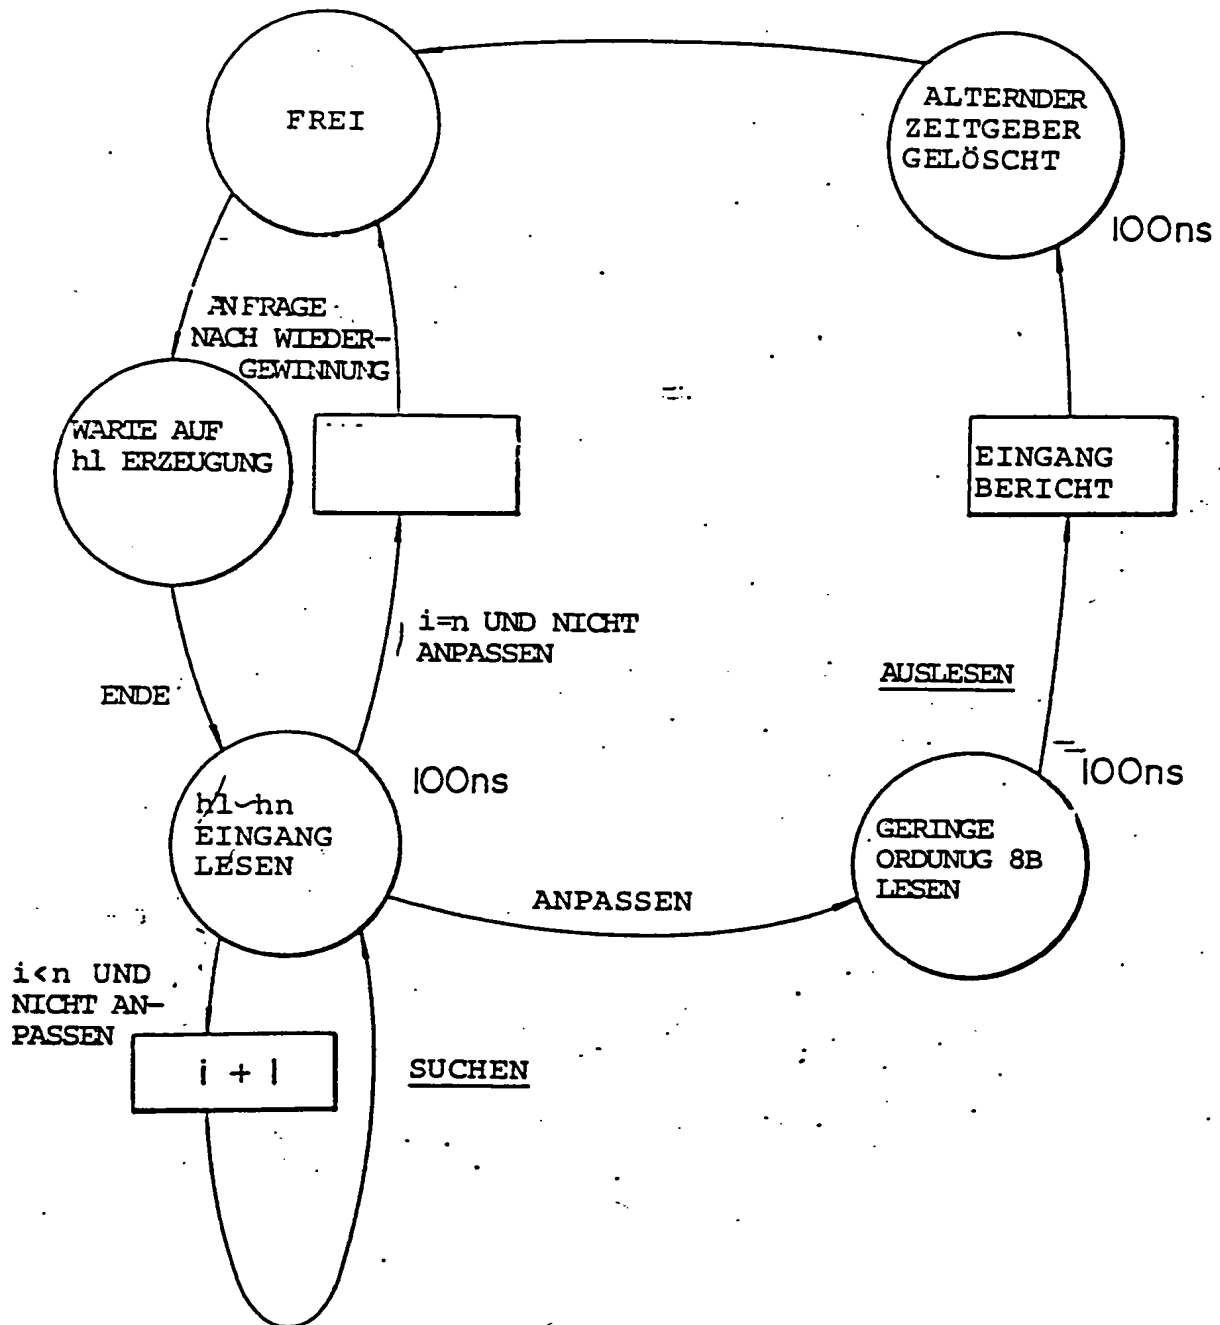 FREI
ALTERNDER
ZEITGEBER
GELÖSCHT
100ns
ANFRAGE
NACH WIEDER-
GEWINNUNG
WARTE AUF
h1 ERZEUGUNG
EINGANG
BERICHT
i=n UND NICHT
ANPASSEN
ENDE
AUSLESEN
100ns
100ns
h1-hn
EINGANG
LESEN
GERINGE
ORDUNUG 8B
LESEN
ANPASSEN
i<n UND
NICHT AN-
PASSEN
i + 1
SUCHEN